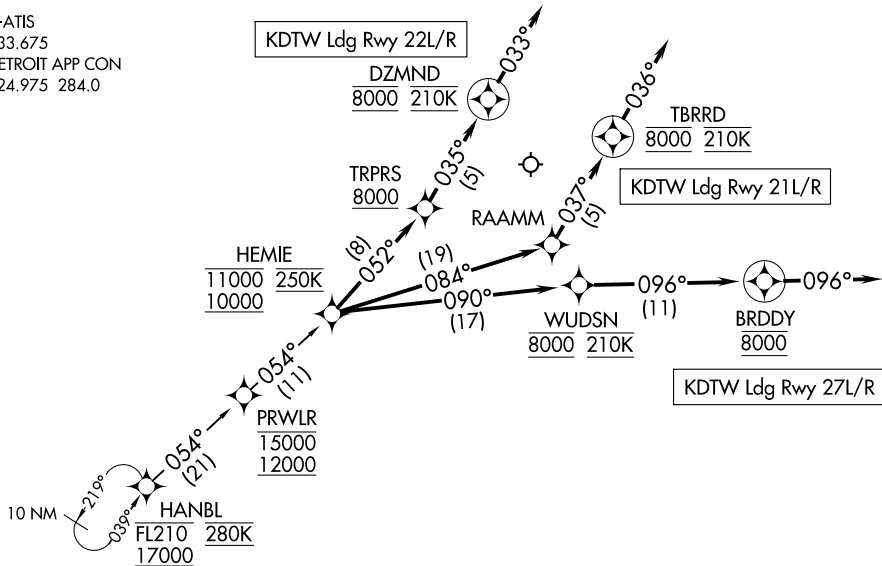 -ATIS
33.675
ETROIT APP CON
24.975 284.0
KDTW Ldg Rwy 22L/R
DZMND
8000 210K
033°
TBRRD
8000 210K
036°
KDTW Ldg Rwy 21L/R
TRPRS
8000
035°
(5)
RAAMM
037°
(5)
HEMIE
11000 250K
10000
(8)
052°
(19)
084°
090°
(17)
WUDSN
8000 210K
096°
(11)
BRDDY
8000
096°
KDTW Ldg Rwy 27L/R
054°
(11)
PRWLR
15000
12000
054°
(21)
HANBL
FL210 280K
17000
219°
039°
10 NM